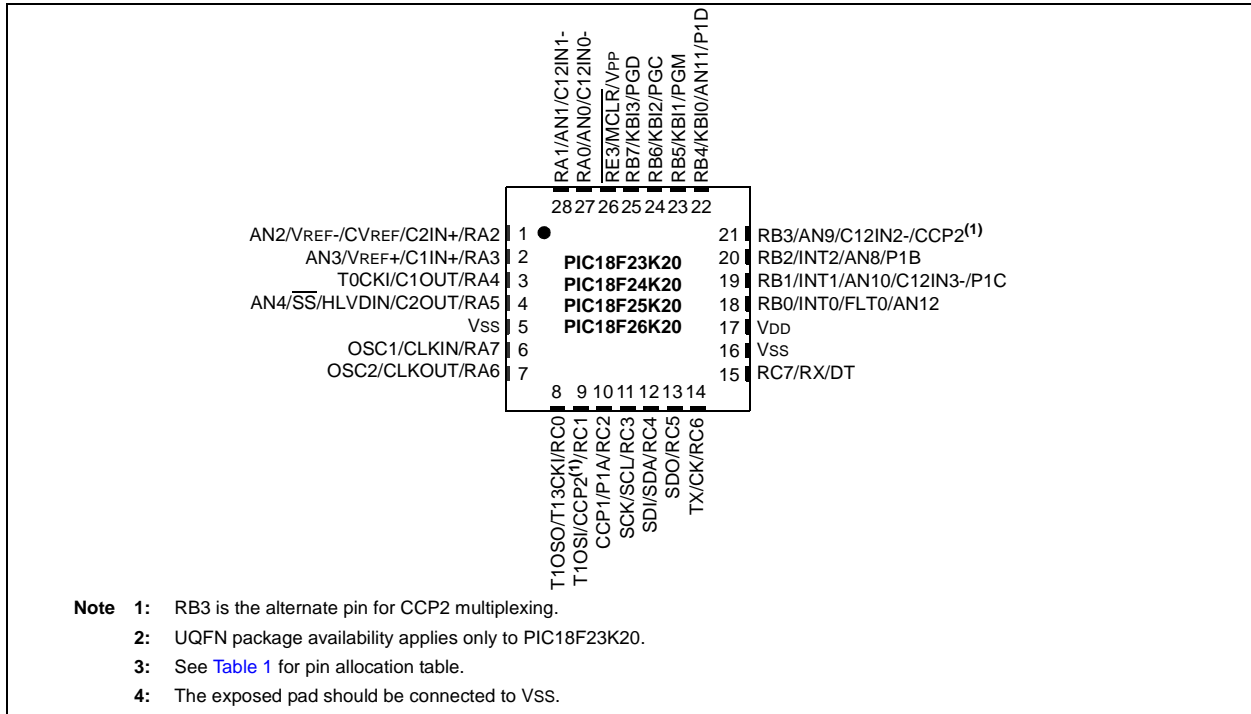 RA1/AN1/C12IN1-
RA0/AN0/C12IN0-
RE3/MCLR/VPP
RB7/KBI3/PGD
RB6/KBI2/PGC
RB5/KBI1/PGM
RB4/KBI0/AN11/P1D
28 27 26 25 24 23 22
AN2/VREF-/CVREF/C2IN+/RA2 1
AN3/VREF+/C1IN+/RA3 2
T0CKI/C1OUT/RA4 3
AN4/SS/HLVDIN/C2OUT/RA5 4
VSS 5
OSC1/CLKIN/RA7 6
OSC2/CLKOUT/RA6 7
PIC18F23K20
PIC18F24K20
PIC18F25K20
PIC18F26K20
21 RB3/AN9/C12IN2-/CCP2(1)
20 RB2/INT2/AN8/P1B
19 RB1/INT1/AN10/C12IN3-/P1C
18 RB0/INT0/FLT0/AN12
17 VDD
16 VSS
15 RC7/RX/DT
8 9 10 11 12 13 14
T1OSO/T13CKI/RC0
T1OSI/CCP2(1)/RC1
CCP1/P1A/RC2
SCK/SCL/RC3
SDI/SDA/RC4
SDO/RC5
TX/CK/RC6
Note 1: RB3 is the alternate pin for CCP2 multiplexing.
2: UQFN package availability applies only to PIC18F23K20.
3: See Table 1 for pin allocation table.
4: The exposed pad should be connected to VSS.